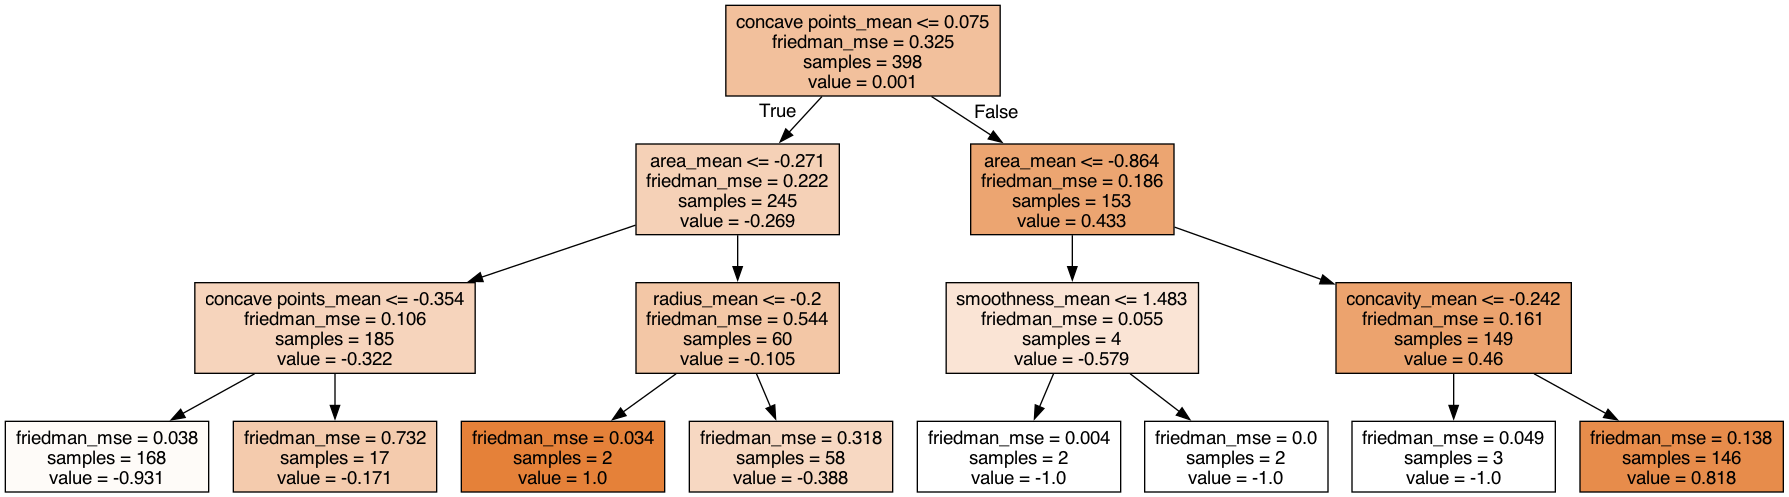 concave points_mean <= 0.075
friedman_mse = 0.325
samples = 398
value = 0.001
True
False
area_mean <= -0.271
friedman_mse = 0.222
samples = 245
value = -0.269
area_mean <= -0.864
friedman_mse = 0.186
samples = 153
value = 0.433
concave points_mean <= -0.354
friedman_mse = 0.106
samples = 185
value = -0.322
radius_mean <= -0.2
friedman_mse = 0.544
samples = 60
value = -0.105
smoothness_mean <= 1.483
friedman_mse = 0.055
samples = 4
value = -0.579
concavity_mean <= -0.242
friedman_mse = 0.161
samples = 149
value = 0.46
friedman_mse = 0.038
samples = 168
value = -0.931
friedman_mse = 0.732
samples = 17
value = -0.171
friedman_mse = 0.034
samples = 2
value = 1.0
friedman_mse = 0.318
samples = 58
value = -0.388
friedman_mse = 0.004
samples = 2
value = -1.0
friedman_mse = 0.0
samples = 2
value = -1.0
friedman_mse = 0.049
samples = 3
value = -1.0
friedman_mse = 0.138
samples = 146
value = 0.818